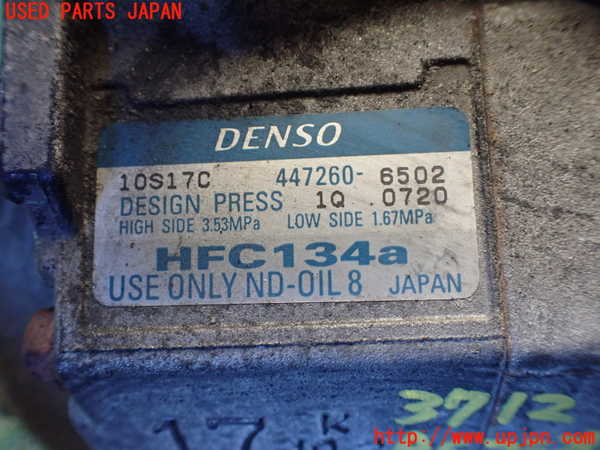 USED PARTS JAPAN
DENSO
10S17C 447260-6502
DESIGN PRESS 1Q .0720
HIGH SIDE 3.53MPa LOW SIDE 1.67MPa
HFC134a
USE ONLY ND-OIL 8 JAPAN
3712
17 K
http://www.upjpn.com/